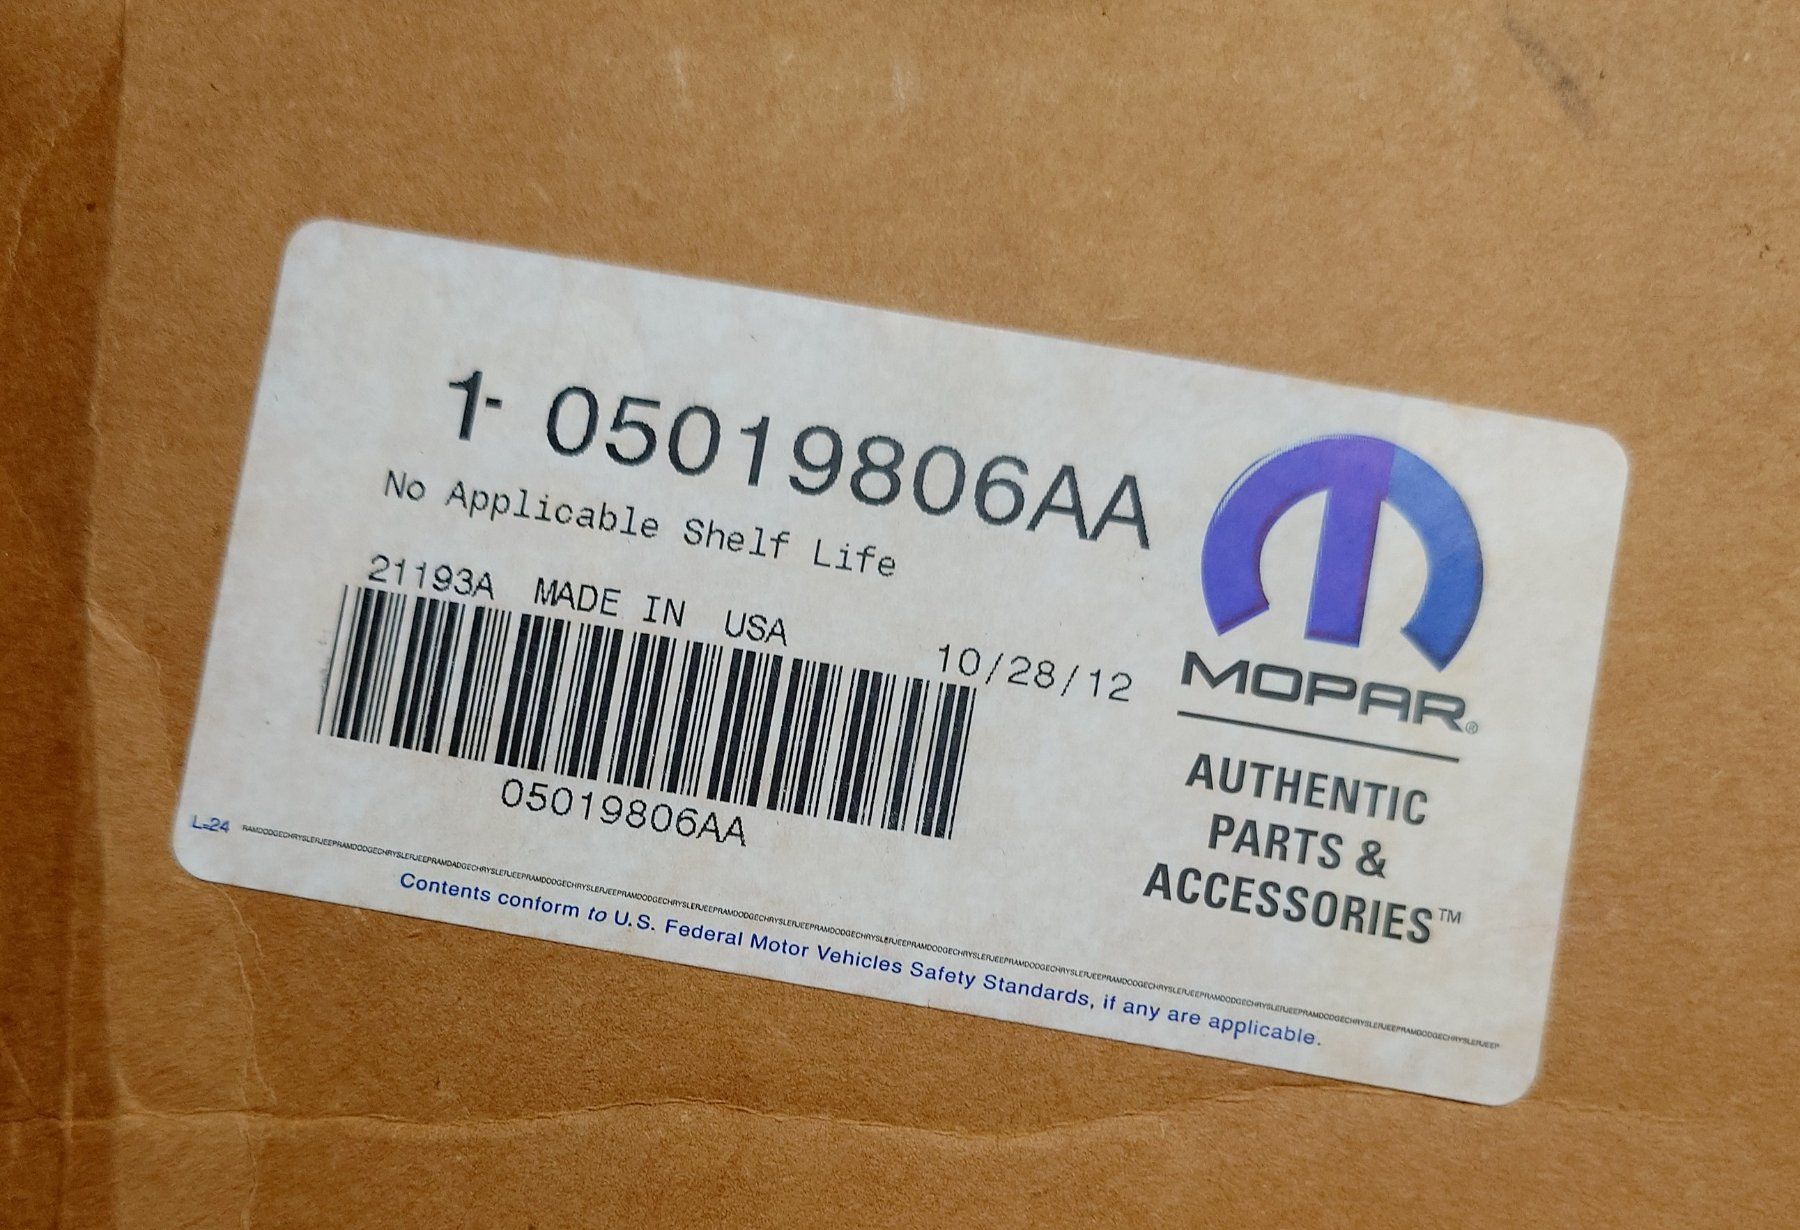 1- 05019806AA
No Applicable Shelf Life
21193A MADE IN USA
10/28/12
05019806AA
MOPAR®
AUTHENTIC
PARTS &
ACCESSORIES™
L-24
Contents conform to U.S. Federal Motor Vehicles Safety Standards, if any are applicable.